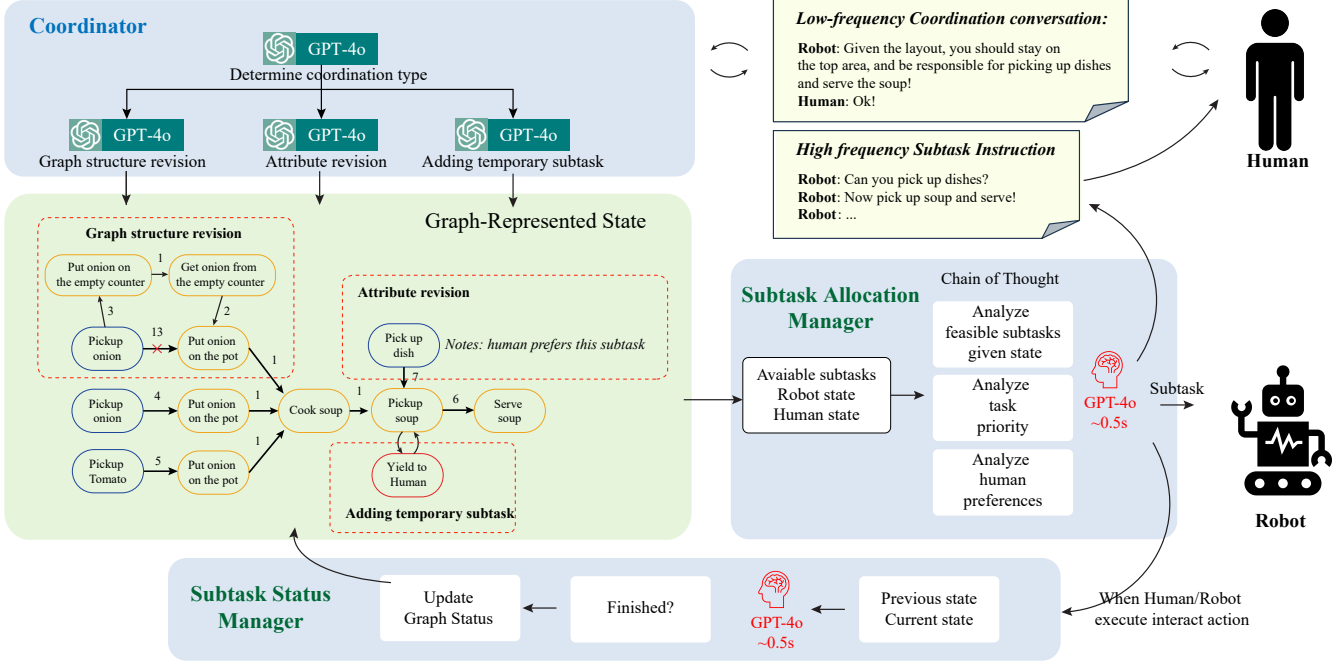 Coordinator
GPT-4o
Determine coordination type
GPT-4o
GPT-4o
GPT-4o
Graph structure revision
Attribute revision
Adding temporary subtask
Low-frequency Coordination conversation:
Robot: Given the layout, you should stay on
the top area, and be responsible for picking up dishes
and serve the soup!
Human: Ok!
Human
High frequency Subtask Instruction
Robot: Can you pick up dishes?
Robot: Now pick up soup and serve!
Robot: ...
Graph-Represented State
Graph structure revision
Put onion on
the empty counter
1
Get onion from
the empty counter
3
2
Pickup
onion
13
Put onion
on the pot
1
Attribute revision
Pick up
dish
Notes: human prefers this subtask
7
Pickup
onion
4
Put onion
on the pot
1
Cook soup
1
Pickup
soup
6
Serve
soup
Pickup
Tomato
5
Put onion
on the pot
1
Yield to
Human
Adding temporary subtask
Subtask Allocation
Manager
Chain of Thought
Avaiable subtasks
Robot state
Human state
Analyze
feasible subtasks
given state
Analyze
task
priority
Analyze
human
preferences
GPT-4o
~0.5s
Subtask
Robot
Subtask Status
Manager
Update
Graph Status
Finished?
GPT-4o
~0.5s
Previous state
Current state
When Human/Robot
execute interact action